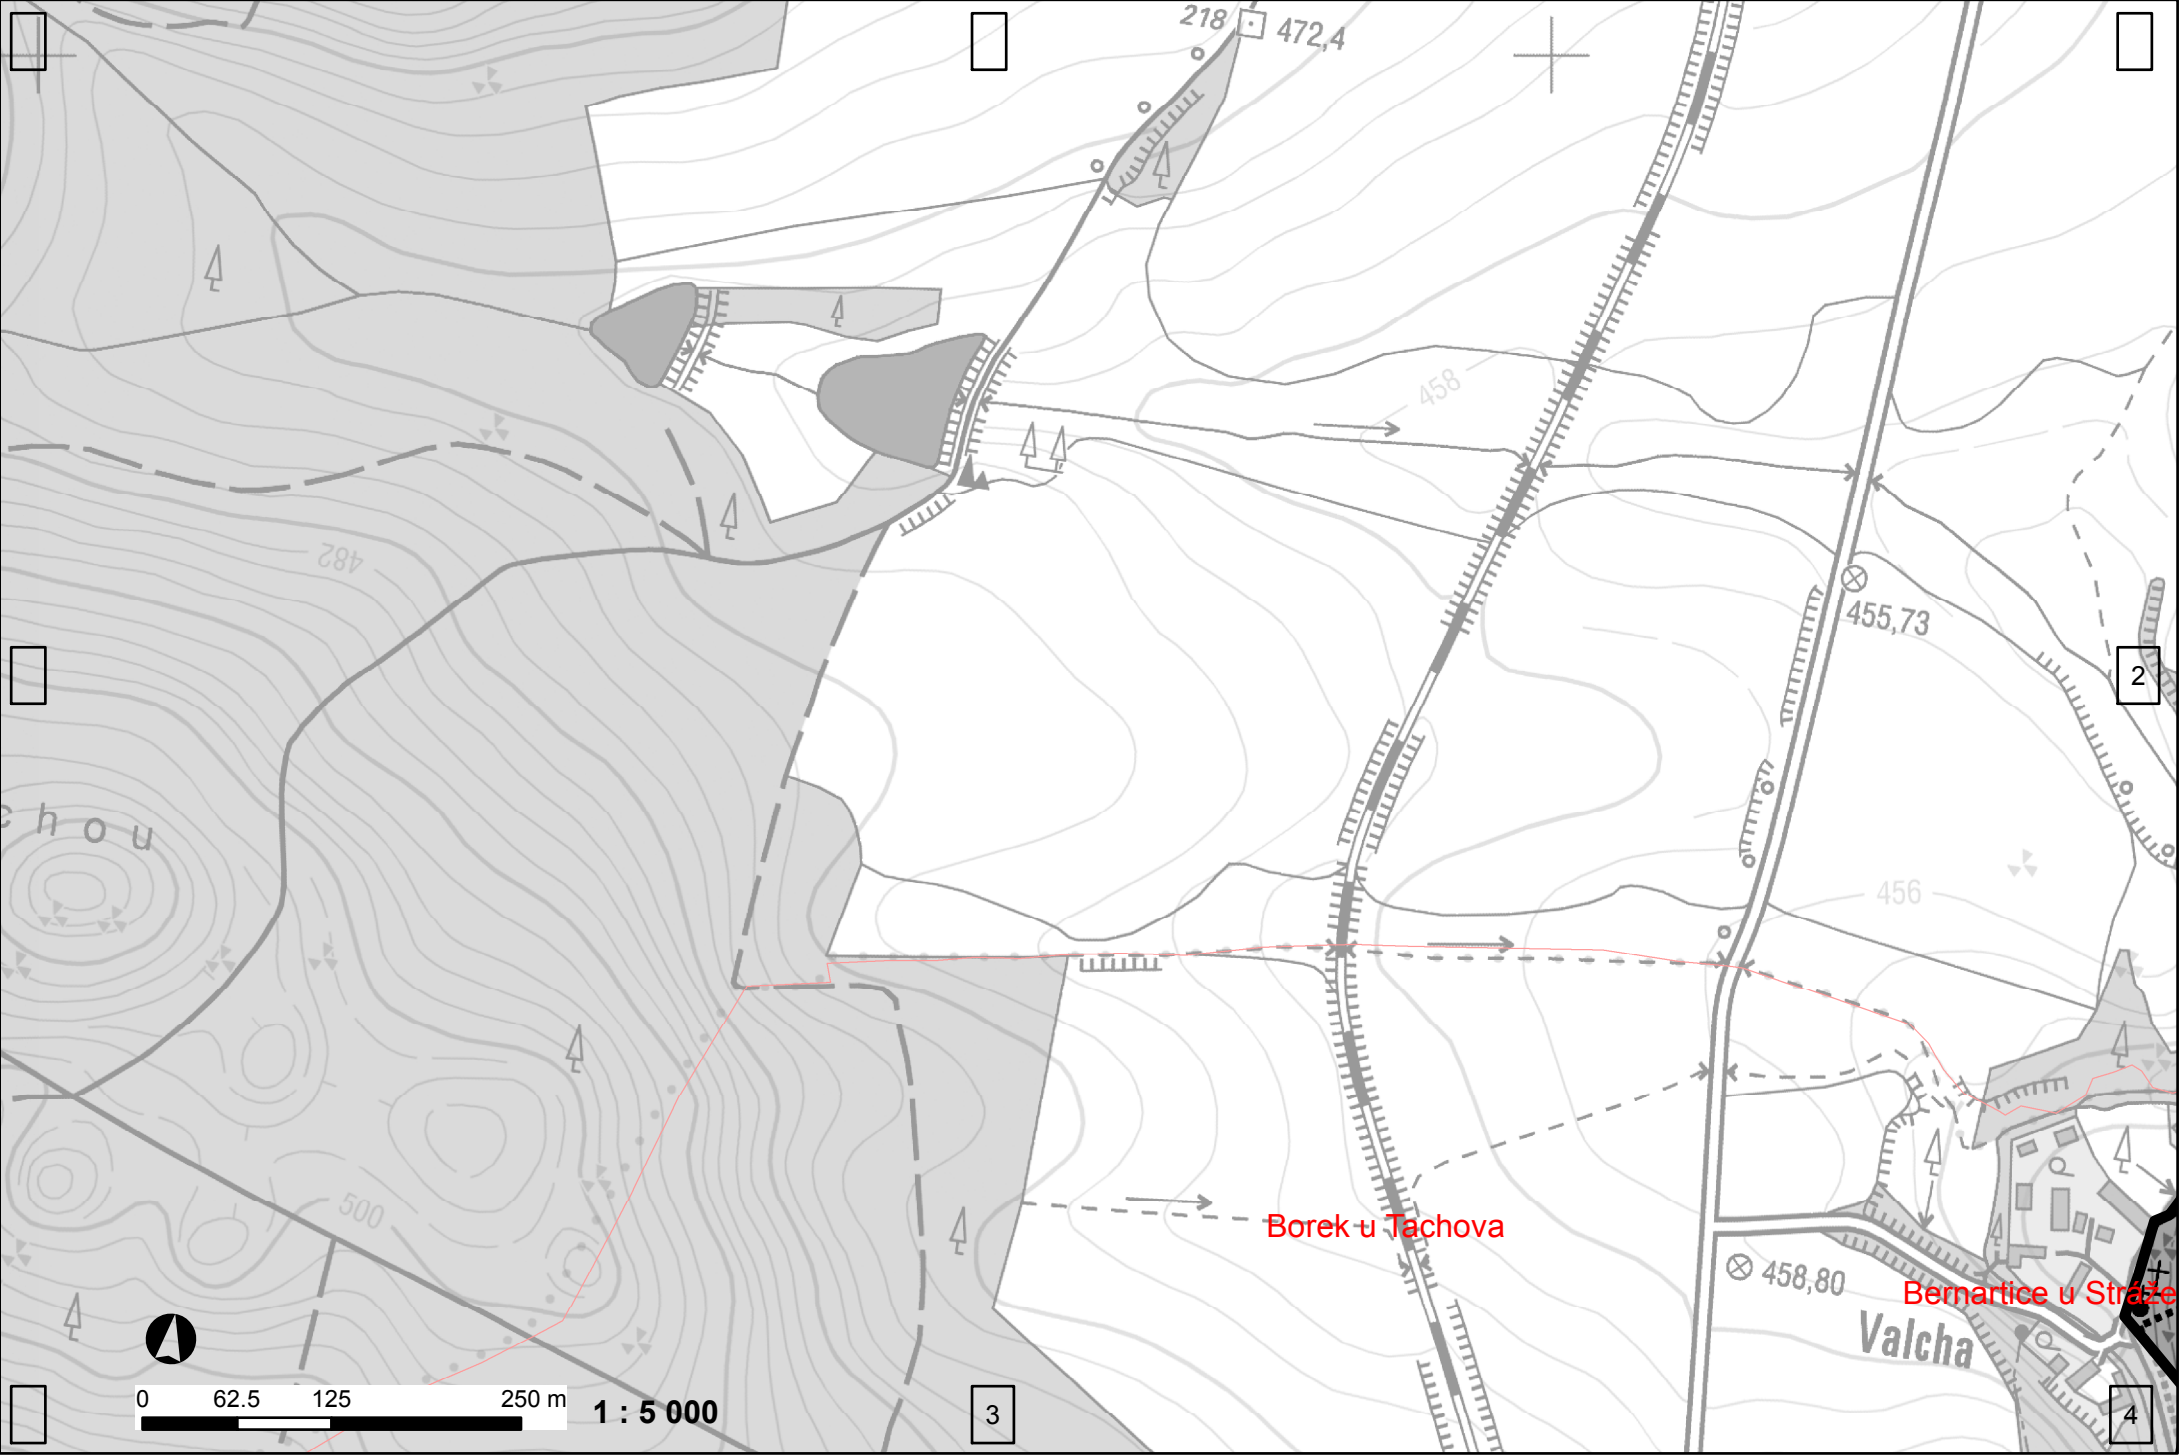 218 472,4
458
482
455,73
2
chou
456
500
Borek u Tachova
458,80
Bernartice u Stráže
Valcha
0 62.5 125 250 m
1 : 5 000
3
4